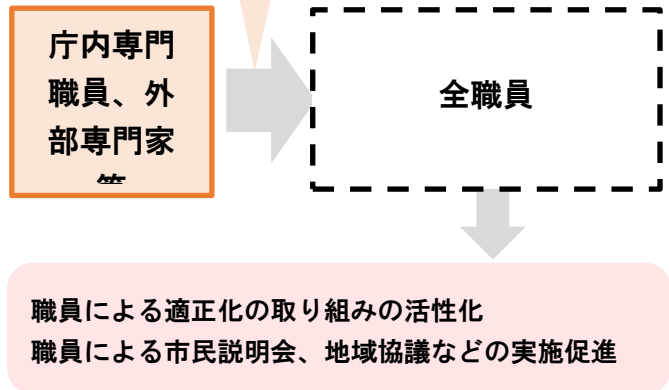 庁内専門
職員、外
部専門家
全職員
職員による適正化の取り組みの活性化
職員による市民説明会、地域協議などの実施促進